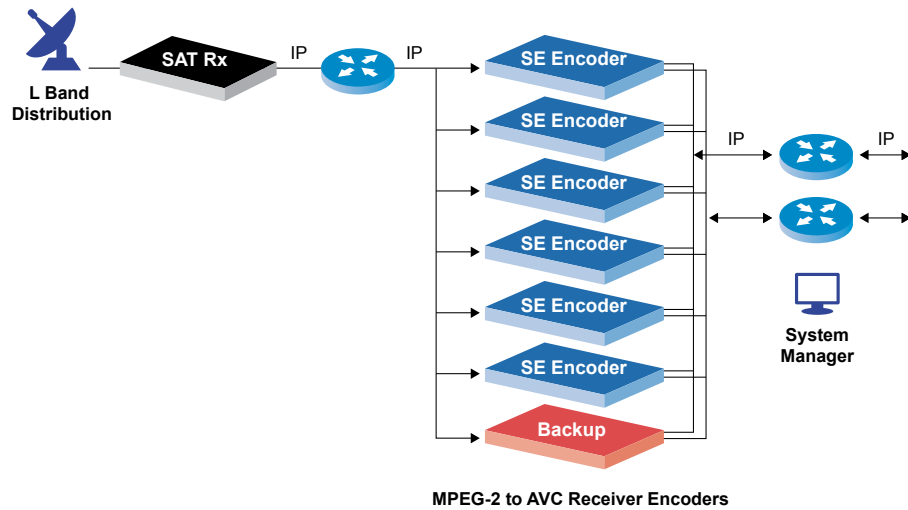 L Band
Distribution
SAT Rx
IP
IP
SE Encoder
SE Encoder
SE Encoder
SE Encoder
SE Encoder
SE Encoder
Backup
IP
IP
System
Manager
MPEG-2 to AVC Receiver Encoders